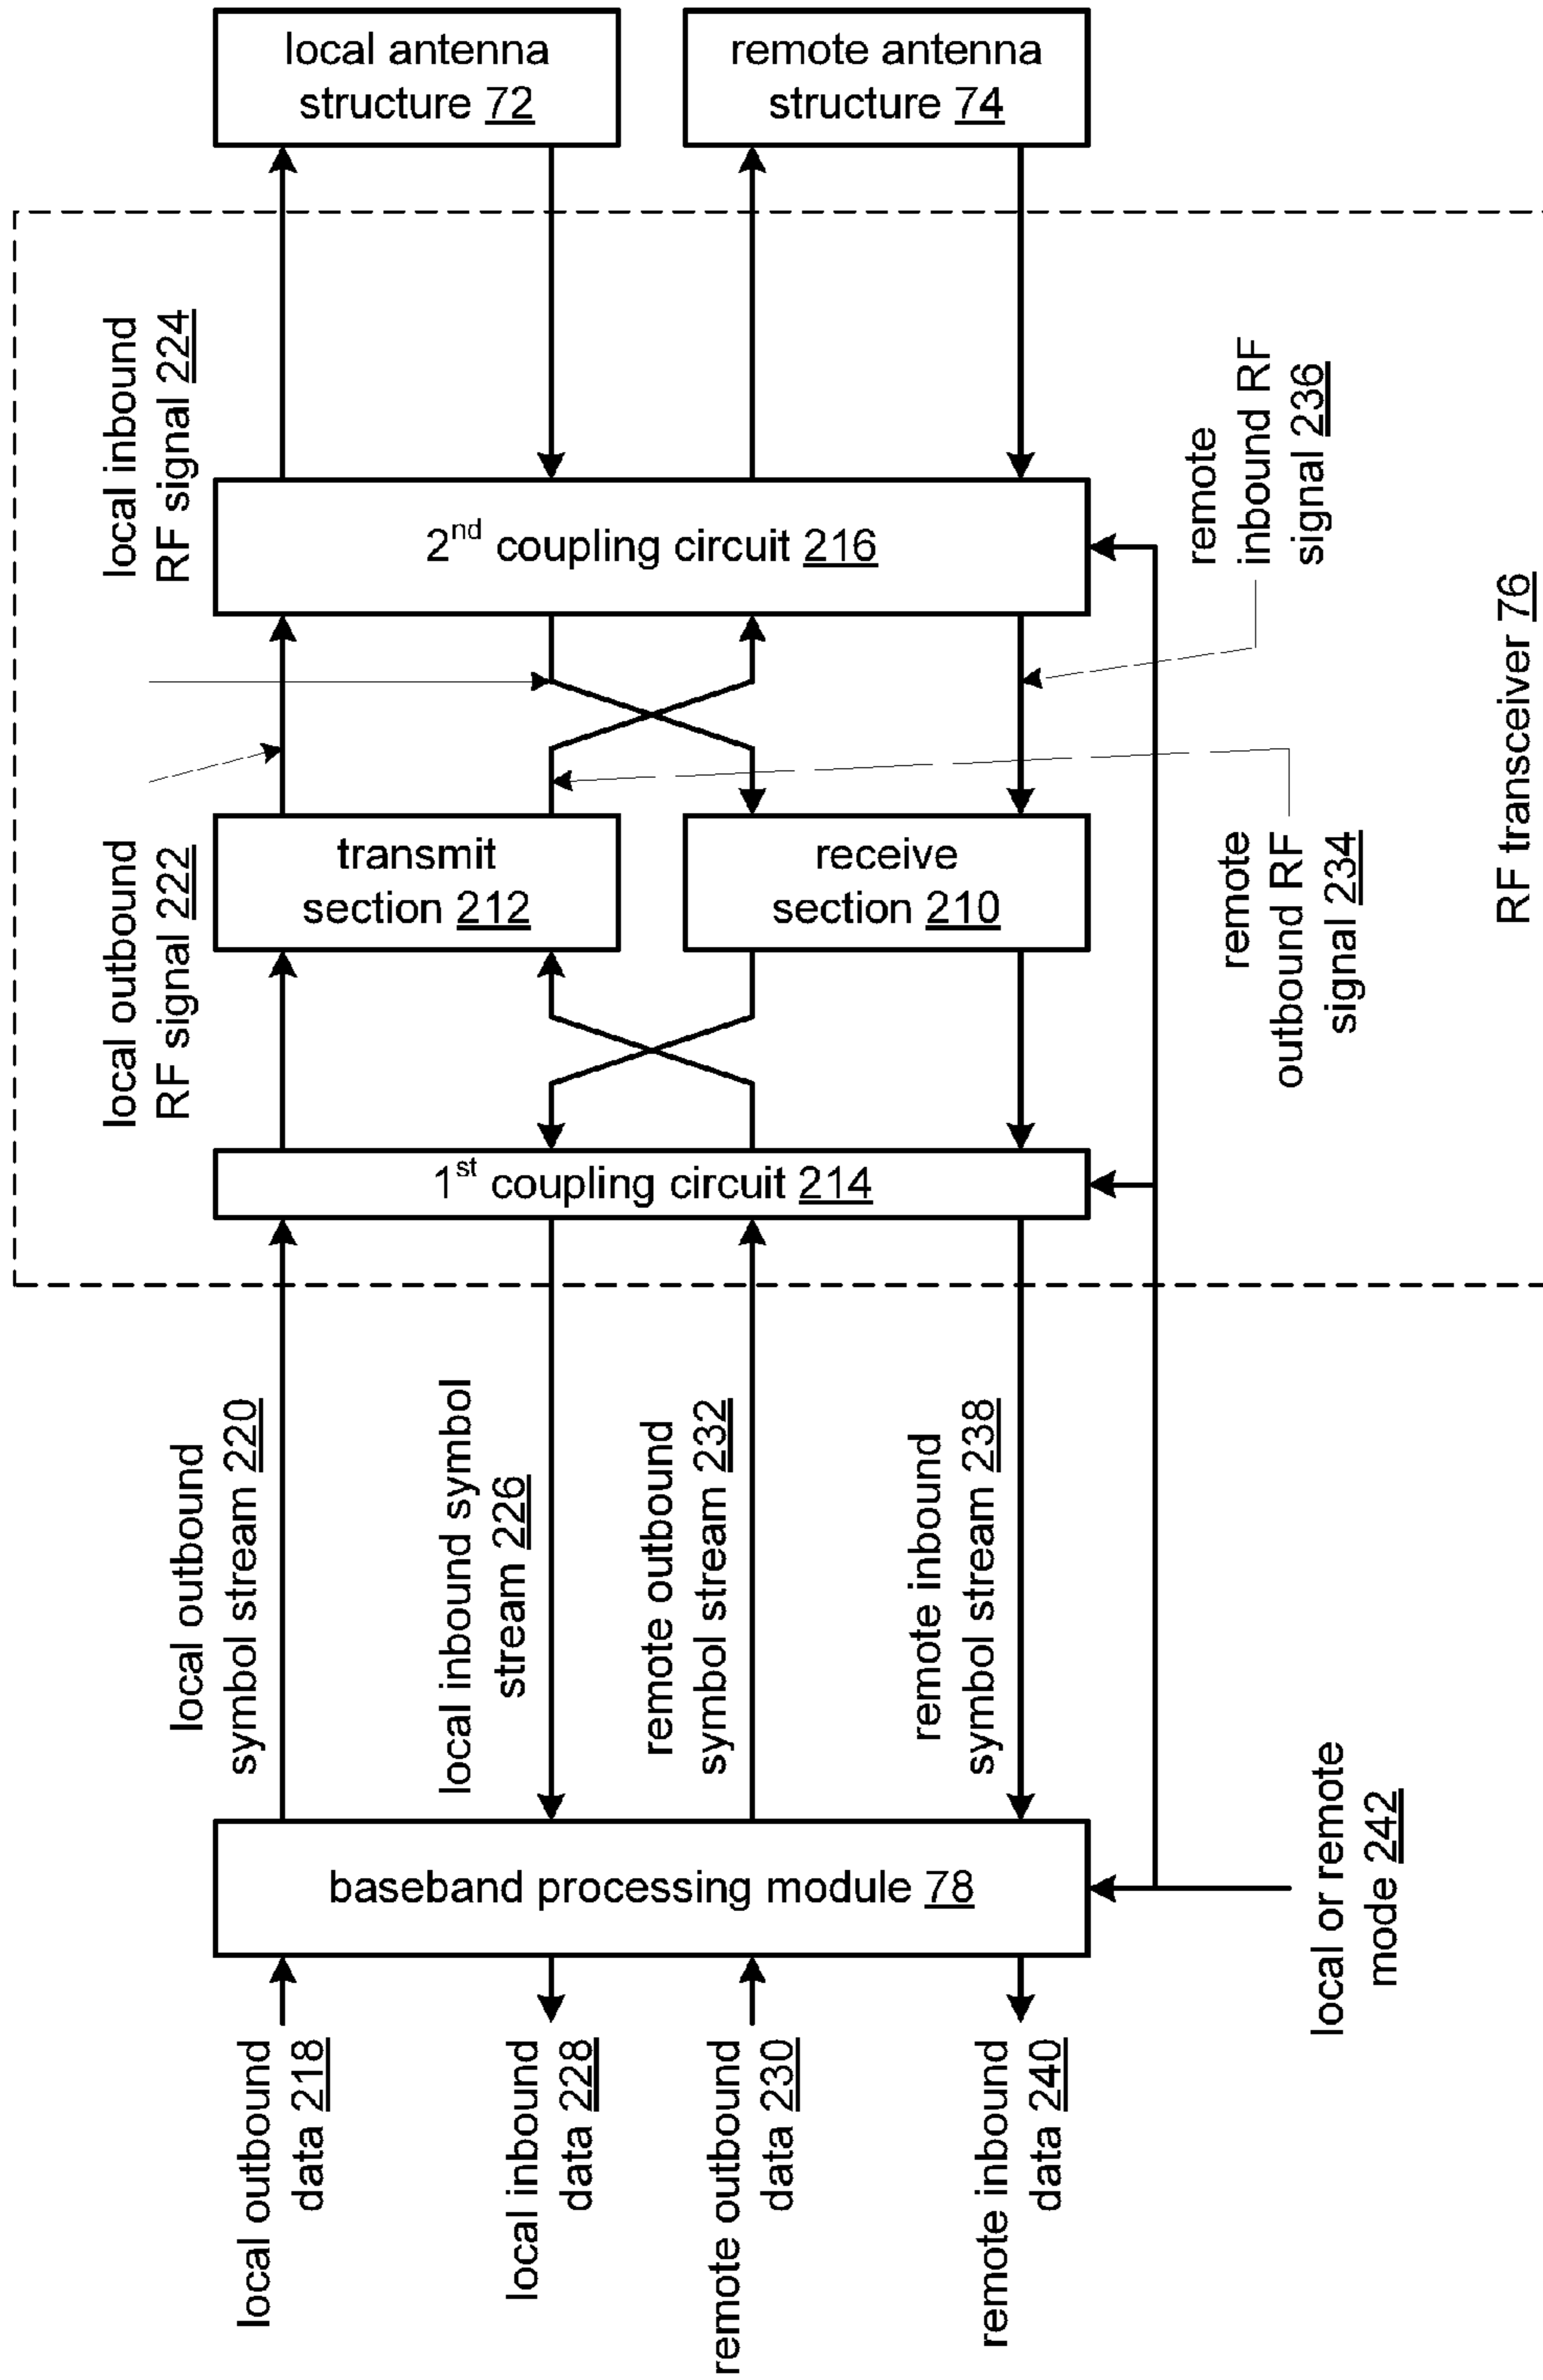 local antenna
structure 72
remote antenna
structure 74
local inbound
RF signal 224
2nd coupling circuit 216
remote
inbound RF
signal 236
local outbound
RF signal 222
transmit
section 212
receive
section 210
remote
outbound RF
signal 234
RF transceiver 76
1st coupling circuit 214
local outbound
symbol stream 220
local inbound symbol
stream 226
remote outbound
symbol stream 232
remote inbound
symbol stream 238
baseband processing module 78
local or remote
mode 242
local outbound
data 218
local inbound
data 228
remote outbound
data 230
remote inbound
data 240